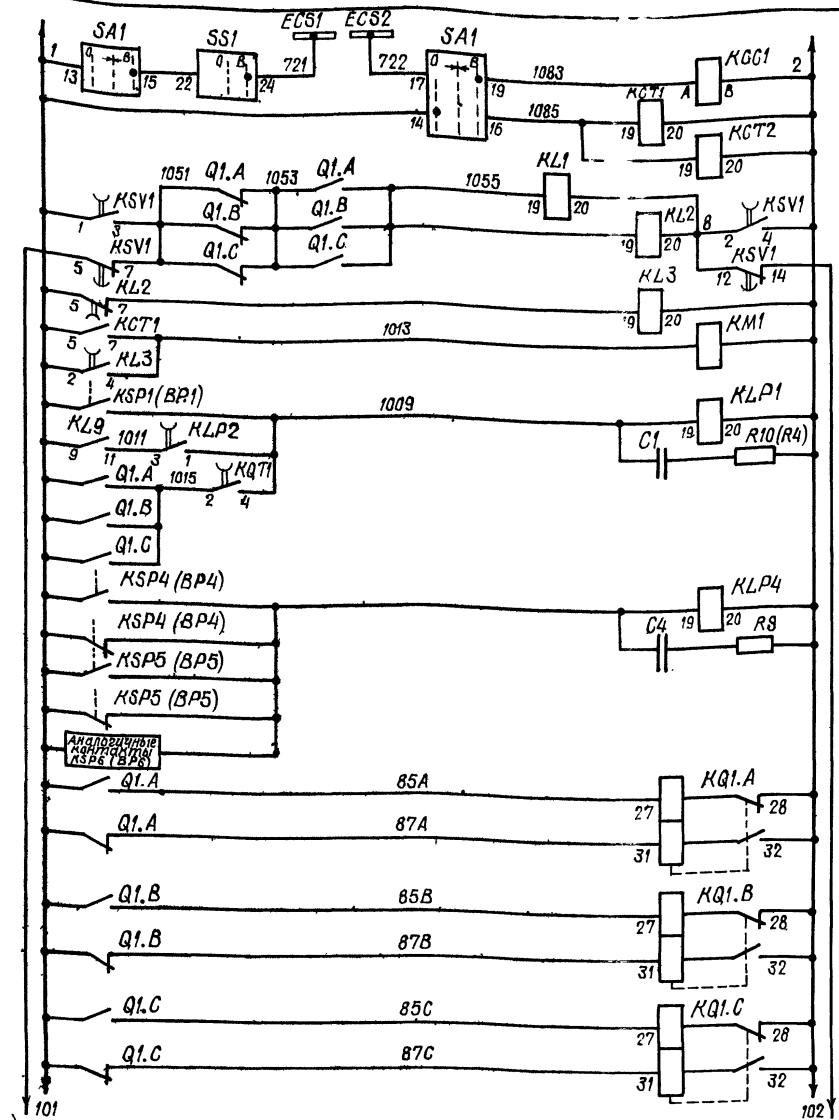 ECS1 ECS2
SA1 SS1 SA1
1 O B O B 721 722 O B 1083 KCC1 2
13 15 22 24 17 19 A B
14 16 1085 KCT1
19 20 KCT2
19 20
1051 Q1.A 1053 Q1.A 1055 KL1
19 20
KSV1 Q1.B Q1.B KL2 8 KSV1
1 3 19 20 2 4
KSV1 Q1.C Q1.C KSV1
5 7 12 14
KL2 KL3
5 7 19 20
KCT1 1013 KM1
5 7
KL3
2 4
KSP1 (BP.1) 1009 KLP1
19 20
KL9 1011 KLP2 C1 R10(R4)
9 11 3 1
Q1.A 1015 KQT1
2 4
Q1.B
Q1.C
KSP4 (BP4) KLP4
19 20
KSP4 (BP4) C4 R8
KSP5 (BP5)
KSP5 (BP5)
Аналогичные
контакты
KSP6 (BP6)
Q1.A 85A KQ1.A
27 28
Q1.A 87A
31 32
Q1.B 85B KQ1.B
27 28
Q1.B 87B
31 32
Q1.C 85C KQ1.C
27 28
Q1.C 87C
31 32
101 102